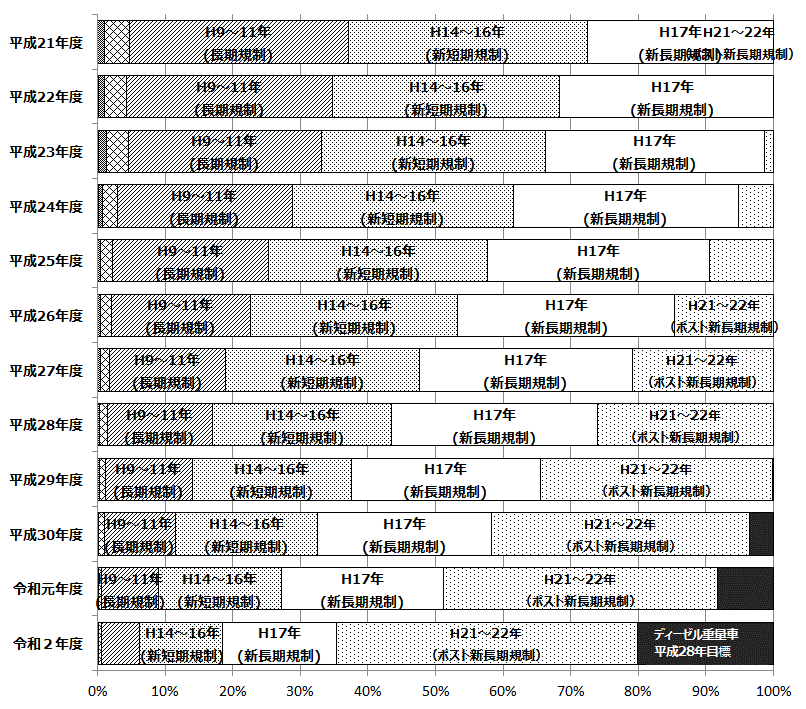 平成21年度
H9～11年
(長期規制)
H14～16年
(新短期規制)
H17年
(新長期規制)
H21～22年
(ポスト新長期規制)
平成22年度
H9～11年
(長期規制)
H14～16年
(新短期規制)
H17年
(新長期規制)
平成23年度
H9～11年
(長期規制)
H14～16年
(新短期規制)
H17年
(新長期規制)
平成24年度
H9～11年
(長期規制)
H14～16年
(新短期規制)
H17年
(新長期規制)
平成25年度
H9～11年
(長期規制)
H14～16年
(新短期規制)
H17年
(新長期規制)
平成26年度
H9～11年
(長期規制)
H14～16年
(新短期規制)
H17年
(新長期規制)
H21～22年
(ポスト新長期規制)
平成27年度
H9～11年
(長期規制)
H14～16年
(新短期規制)
H17年
(新長期規制)
H21～22年
(ポスト新長期規制)
平成28年度
H9～11年
(長期規制)
H14～16年
(新短期規制)
H17年
(新長期規制)
H21～22年
(ポスト新長期規制)
平成29年度
H9～11年
(長期規制)
H14～16年
(新短期規制)
H17年
(新長期規制)
H21～22年
(ポスト新長期規制)
平成30年度
H9～11年
(長期規制)
H14～16年
(新短期規制)
H17年
(新長期規制)
H21～22年
(ポスト新長期規制)
令和元年度
H9～11年
(長期規制)
H14～16年
(新短期規制)
H17年
(新長期規制)
H21～22年
(ポスト新長期規制)
令和２年度
H14～16年
(新短期規制)
H17年
(新長期規制)
H21～22年
(ポスト新長期規制)
ディーゼル重量車
平成28年目標
0% 10% 20% 30% 40% 50% 60% 70% 80% 90% 100%